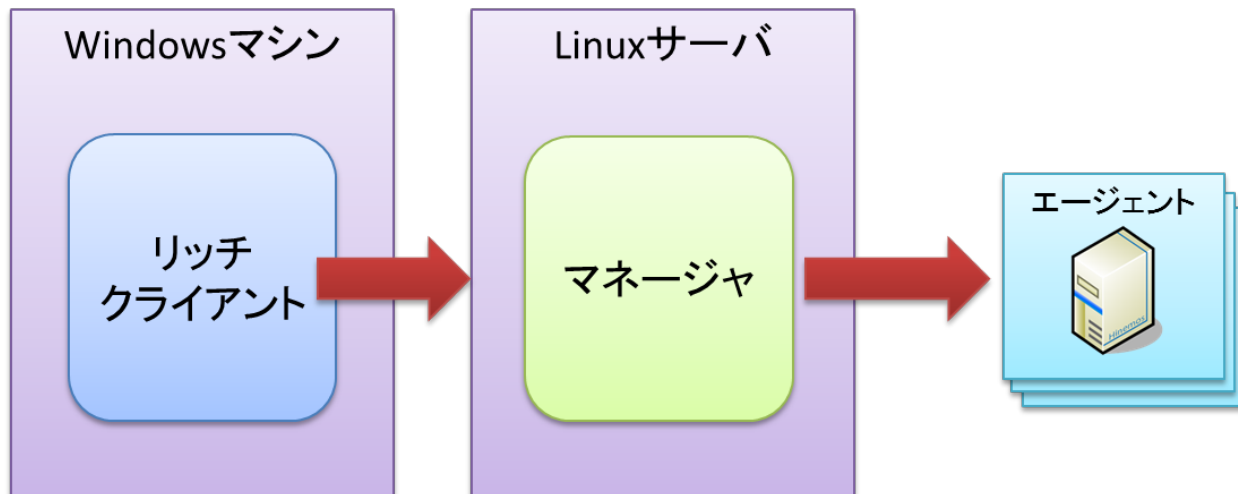 Windowsマシン
リッチ
クライアント
Linuxサーバ
マネージャ
エージェント
Hinemos